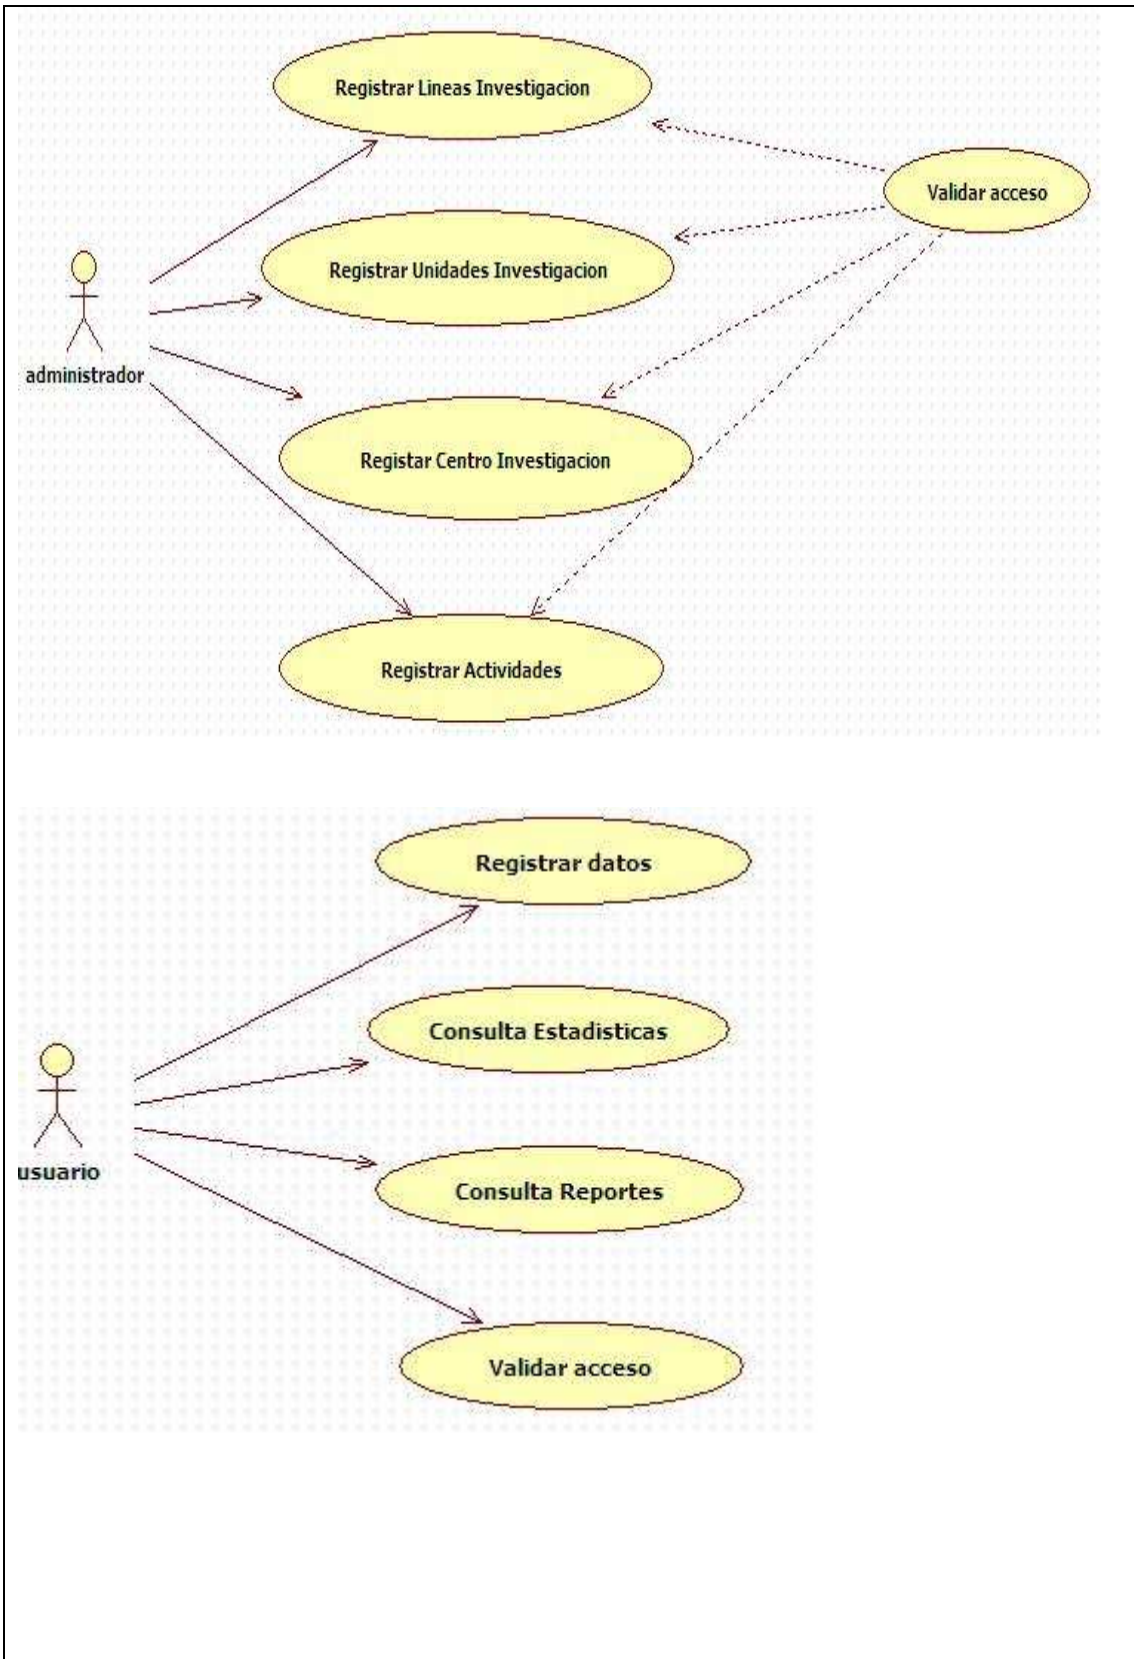 Registrar Lineas Investigacion
Validar acceso
Registrar Unidades Investigacion
administrador
Registar Centro Investigacion
Registrar Actividades
Registrar datos
Consulta Estadisticas
usuario
Consulta Reportes
Validar acceso